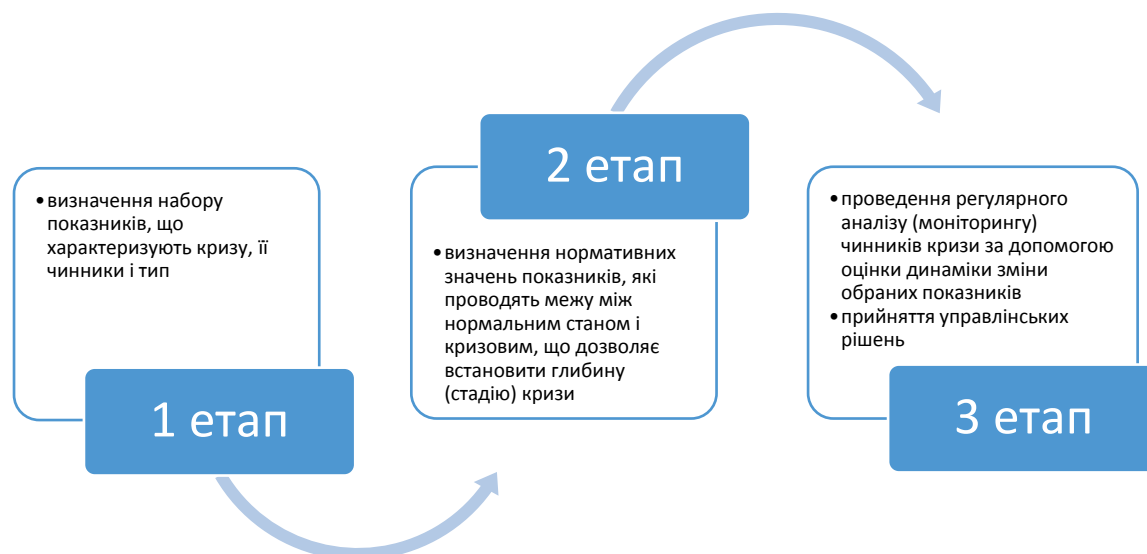 •визначення набору
показників, що
характеризують кризу, її
чинники і тип
1 етап
2 етап
•визначення нормативних
значень показників, які
проводять межу між
нормальним станом і
кризовим, що дозволяє
встановити глибину
(стадію) кризи
•проведення регулярного
аналізу (моніторингу)
чинників кризи за допомогою
оцінки динаміки зміни
обраних показників
•прийняття управлінських
рішень
3 етап